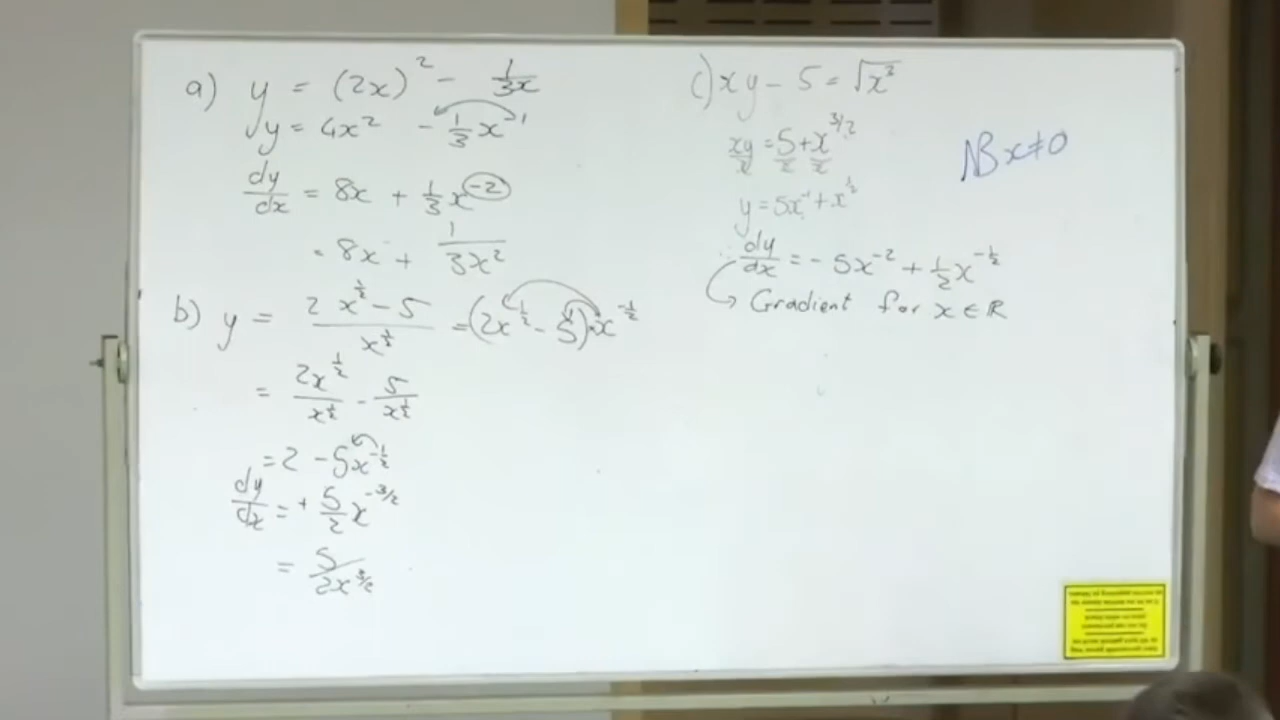 a) y = (2x)² - 1/3x
y = 4x² - 1/3 x⁻¹
dy/dx = 8x + 1/3 x⁻²
= 8x + 1/3x²
b) y = (2x^(1/2) - 5)/x^(1/2) = (2x^(1/2) - 5)·x^(-1/2)
= 2x^(1/2)/x^(1/2) - 5/x^(1/2)
= 2 - 5x^(-1/2)
dy/dx = + 5/2 x^(-3/2)
= 5/2x^(3/2)
c) xy - 5 = √x³
xy/x = 5/x + x^(3/2)/x
y = 5x⁻¹ + x^(1/2)
∴ dy/dx = - 5x⁻² + 1/2 x^(-1/2)
Gradient for x ∈ ℝ
NB x ≠ 0